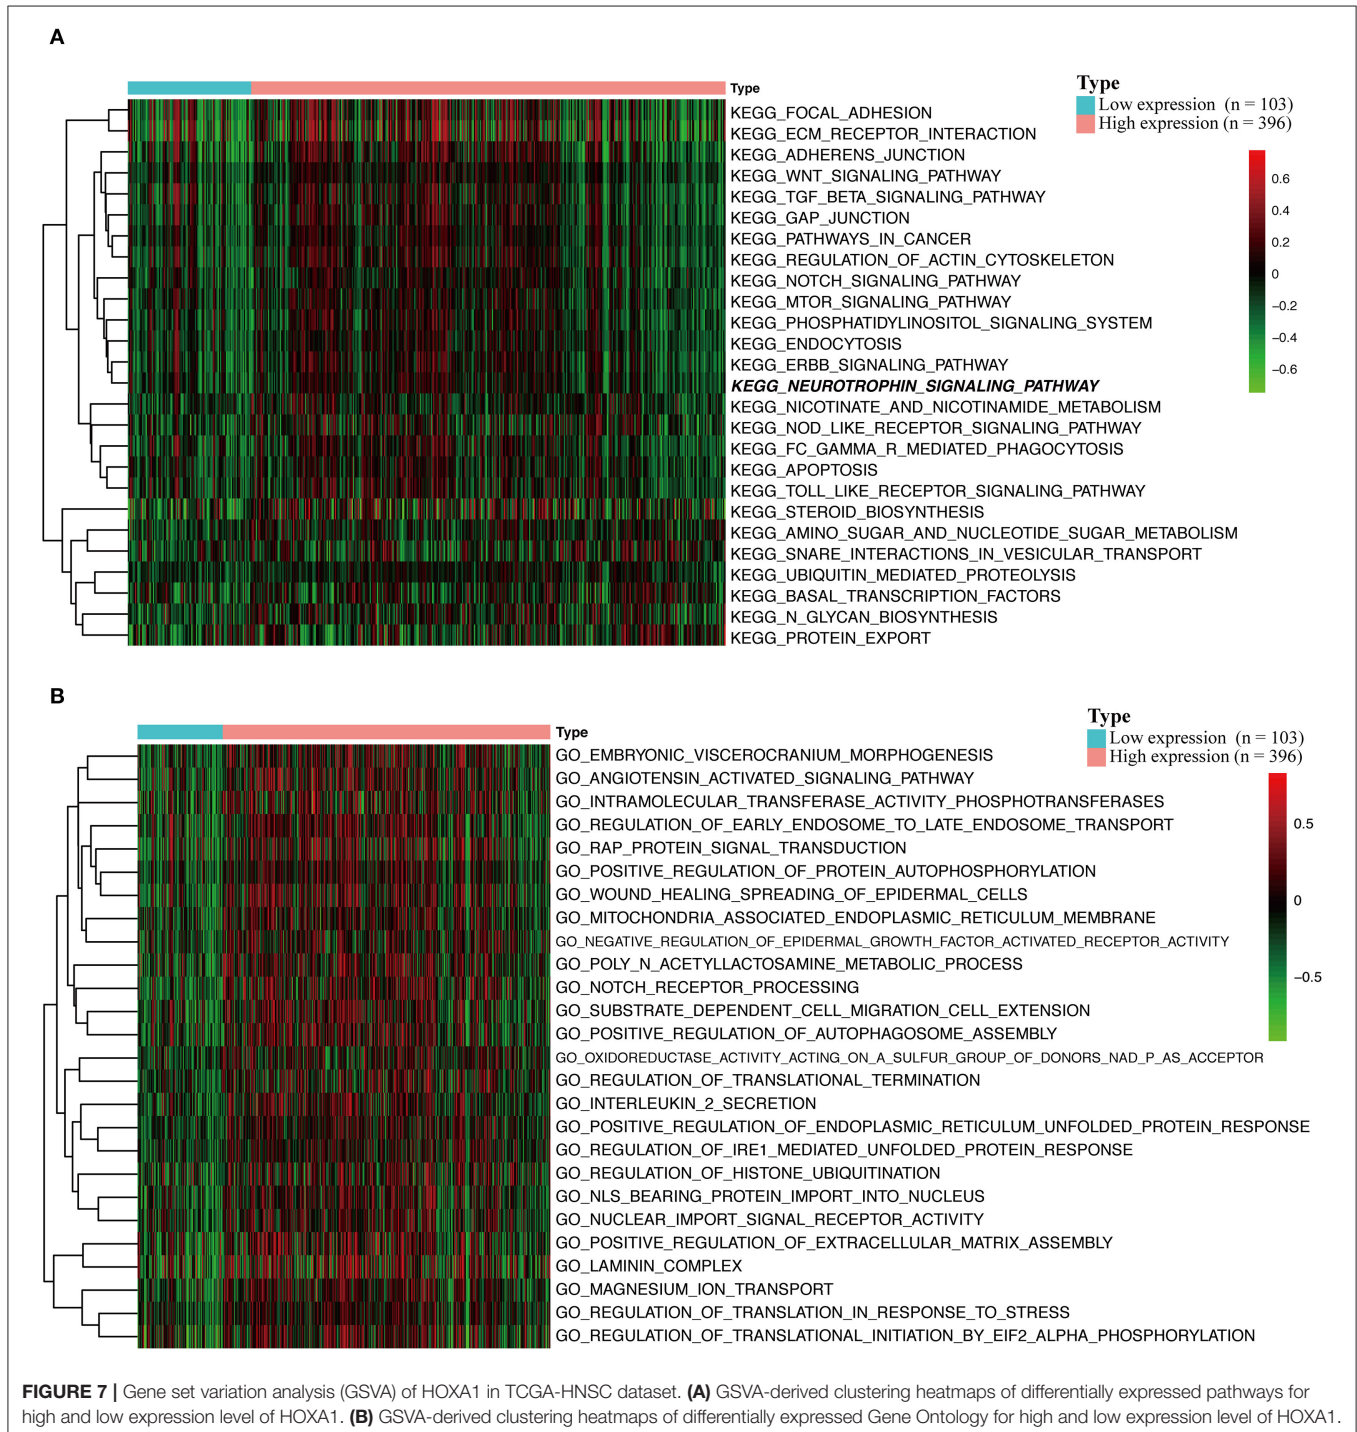 A
Type
KEGG_FOCAL_ADHESION
KEGG_ECM_RECEPTOR_INTERACTION
KEGG_ADHERENS_JUNCTION
KEGG_WNT_SIGNALING_PATHWAY
KEGG_TGF_BETA_SIGNALING_PATHWAY
KEGG_GAP_JUNCTION
KEGG_PATHWAYS_IN_CANCER
KEGG_REGULATION_OF_ACTIN_CYTOSKELETON
KEGG_NOTCH_SIGNALING_PATHWAY
KEGG_MTOR_SIGNALING_PATHWAY
KEGG_PHOSPHATIDYLINOSITOL_SIGNALING_SYSTEM
KEGG_ENDOCYTOSIS
KEGG_ERBB_SIGNALING_PATHWAY
KEGG_NEUROTROPHIN_SIGNALING_PATHWAY
KEGG_NICOTINATE_AND_NICOTINAMIDE_METABOLISM
KEGG_NOD_LIKE_RECEPTOR_SIGNALING_PATHWAY
KEGG_FC_GAMMA_R_MEDIATED_PHAGOCYTOSIS
KEGG_APOPTOSIS
KEGG_TOLL_LIKE_RECEPTOR_SIGNALING_PATHWAY
KEGG_STEROID_BIOSYNTHESIS
KEGG_AMINO_SUGAR_AND_NUCLEOTIDE_SUGAR_METABOLISM
KEGG_SNARE_INTERACTIONS_IN_VESICULAR_TRANSPORT
KEGG_UBIQUITIN_MEDIATED_PROTEOLYSIS
KEGG_BASAL_TRANSCRIPTION_FACTORS
KEGG_N_GLYCAN_BIOSYNTHESIS
KEGG_PROTEIN_EXPORT
Type
Low expression (n = 103)
High expression (n = 396)
0.6
0.4
0.2
0
−0.2
−0.4
−0.6
B
Type
GO_EMBRYONIC_VISCEROCRANIUM_MORPHOGENESIS
GO_ANGIOTENSIN_ACTIVATED_SIGNALING_PATHWAY
GO_INTRAMOLECULAR_TRANSFERASE_ACTIVITY_PHOSPHOTRANSFERASES
GO_REGULATION_OF_EARLY_ENDOSOME_TO_LATE_ENDOSOME_TRANSPORT
GO_RAP_PROTEIN_SIGNAL_TRANSDUCTION
GO_POSITIVE_REGULATION_OF_PROTEIN_AUTOPHOSPHORYLATION
GO_WOUND_HEALING_SPREADING_OF_EPIDERMAL_CELLS
GO_MITOCHONDRIA_ASSOCIATED_ENDOPLASMIC_RETICULUM_MEMBRANE
GO_NEGATIVE_REGULATION_OF_EPIDERMAL_GROWTH_FACTOR_ACTIVATED_RECEPTOR_ACTIVITY
GO_POLY_N_ACETYLLACTOSAMINE_METABOLIC_PROCESS
GO_NOTCH_RECEPTOR_PROCESSING
GO_SUBSTRATE_DEPENDENT_CELL_MIGRATION_CELL_EXTENSION
GO_POSITIVE_REGULATION_OF_AUTOPHAGOSOME_ASSEMBLY
GO_OXIDOREDUCTASE_ACTIVITY_ACTING_ON_A_SULFUR_GROUP_OF_DONORS_NAD_P_AS_ACCEPTOR
GO_REGULATION_OF_TRANSLATIONAL_TERMINATION
GO_INTERLEUKIN_2_SECRETION
GO_POSITIVE_REGULATION_OF_ENDOPLASMIC_RETICULUM_UNFOLDED_PROTEIN_RESPONSE
GO_REGULATION_OF_IRE1_MEDIATED_UNFOLDED_PROTEIN_RESPONSE
GO_REGULATION_OF_HISTONE_UBIQUITINATION
GO_NLS_BEARING_PROTEIN_IMPORT_INTO_NUCLEUS
GO_NUCLEAR_IMPORT_SIGNAL_RECEPTOR_ACTIVITY
GO_POSITIVE_REGULATION_OF_EXTRACELLULAR_MATRIX_ASSEMBLY
GO_LAMININ_COMPLEX
GO_MAGNESIUM_ION_TRANSPORT
GO_REGULATION_OF_TRANSLATION_IN_RESPONSE_TO_STRESS
GO_REGULATION_OF_TRANSLATIONAL_INITIATION_BY_EIF2_ALPHA_PHOSPHORYLATION
Type
Low expression (n = 103)
High expression (n = 396)
0.5
0
−0.5
FIGURE 7 | Gene set variation analysis (GSVA) of HOXA1 in TCGA-HNSC dataset. (A) GSVA-derived clustering heatmaps of differentially expressed pathways for
high and low expression level of HOXA1. (B) GSVA-derived clustering heatmaps of differentially expressed Gene Ontology for high and low expression level of HOXA1.